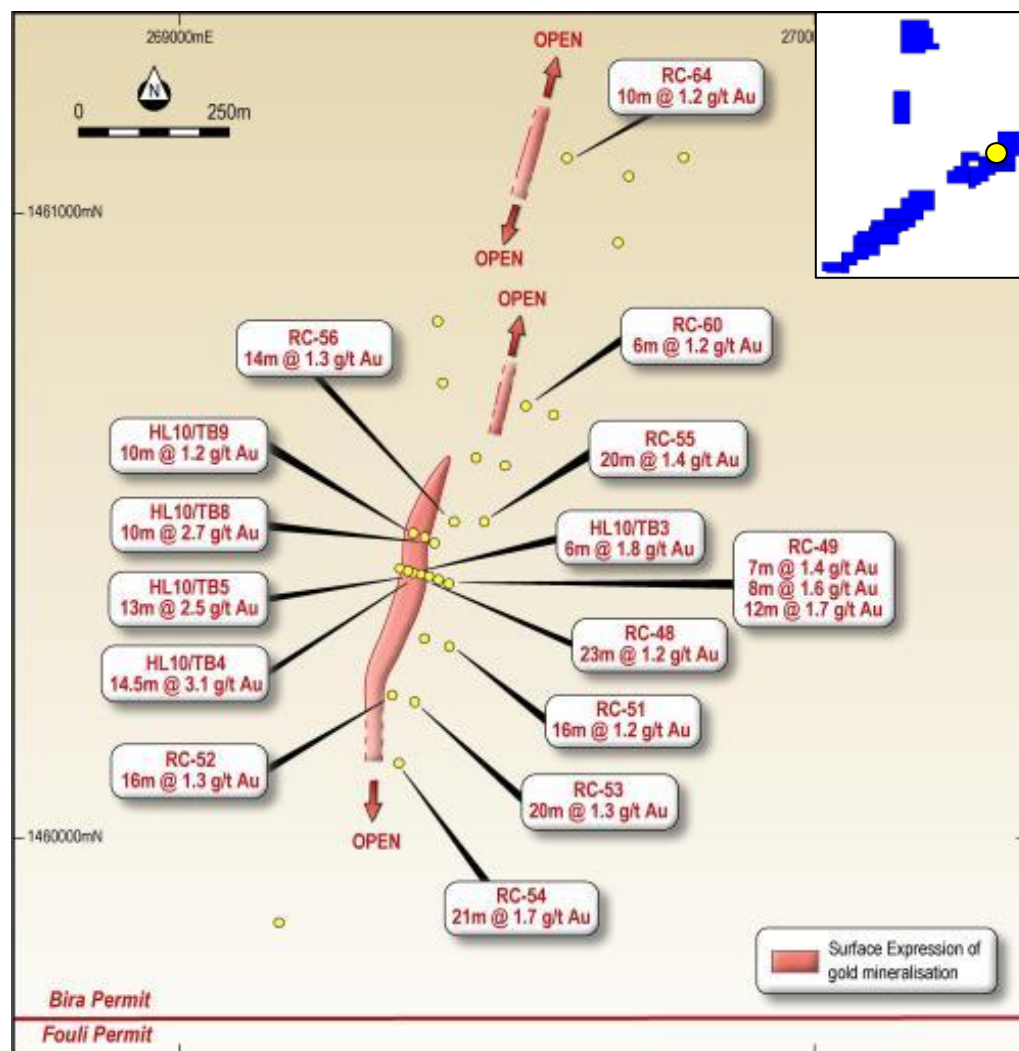 269000mE
270
OPEN
RC-64
10m @ 1.2 g/t Au
N
0 250m
1461000mN
OPEN
OPEN
RC-56
14m @ 1.3 g/t Au
RC-60
6m @ 1.2 g/t Au
HL10/TB9
10m @ 1.2 g/t Au
RC-55
20m @ 1.4 g/t Au
HL10/TB8
10m @ 2.7 g/t Au
HL10/TB3
6m @ 1.8 g/t Au
RC-49
7m @ 1.4 g/t Au
8m @ 1.6 g/t Au
12m @ 1.7 g/t Au
HL10/TB5
13m @ 2.5 g/t Au
RC-48
23m @ 1.2 g/t Au
HL10/TB4
14.5m @ 3.1 g/t Au
RC-51
16m @ 1.2 g/t Au
RC-52
16m @ 1.3 g/t Au
RC-53
20m @ 1.3 g/t Au
1460000mN
OPEN
RC-54
21m @ 1.7 g/t Au
Surface Expression of
gold mineralisation
Bira Permit
Fouli Permit